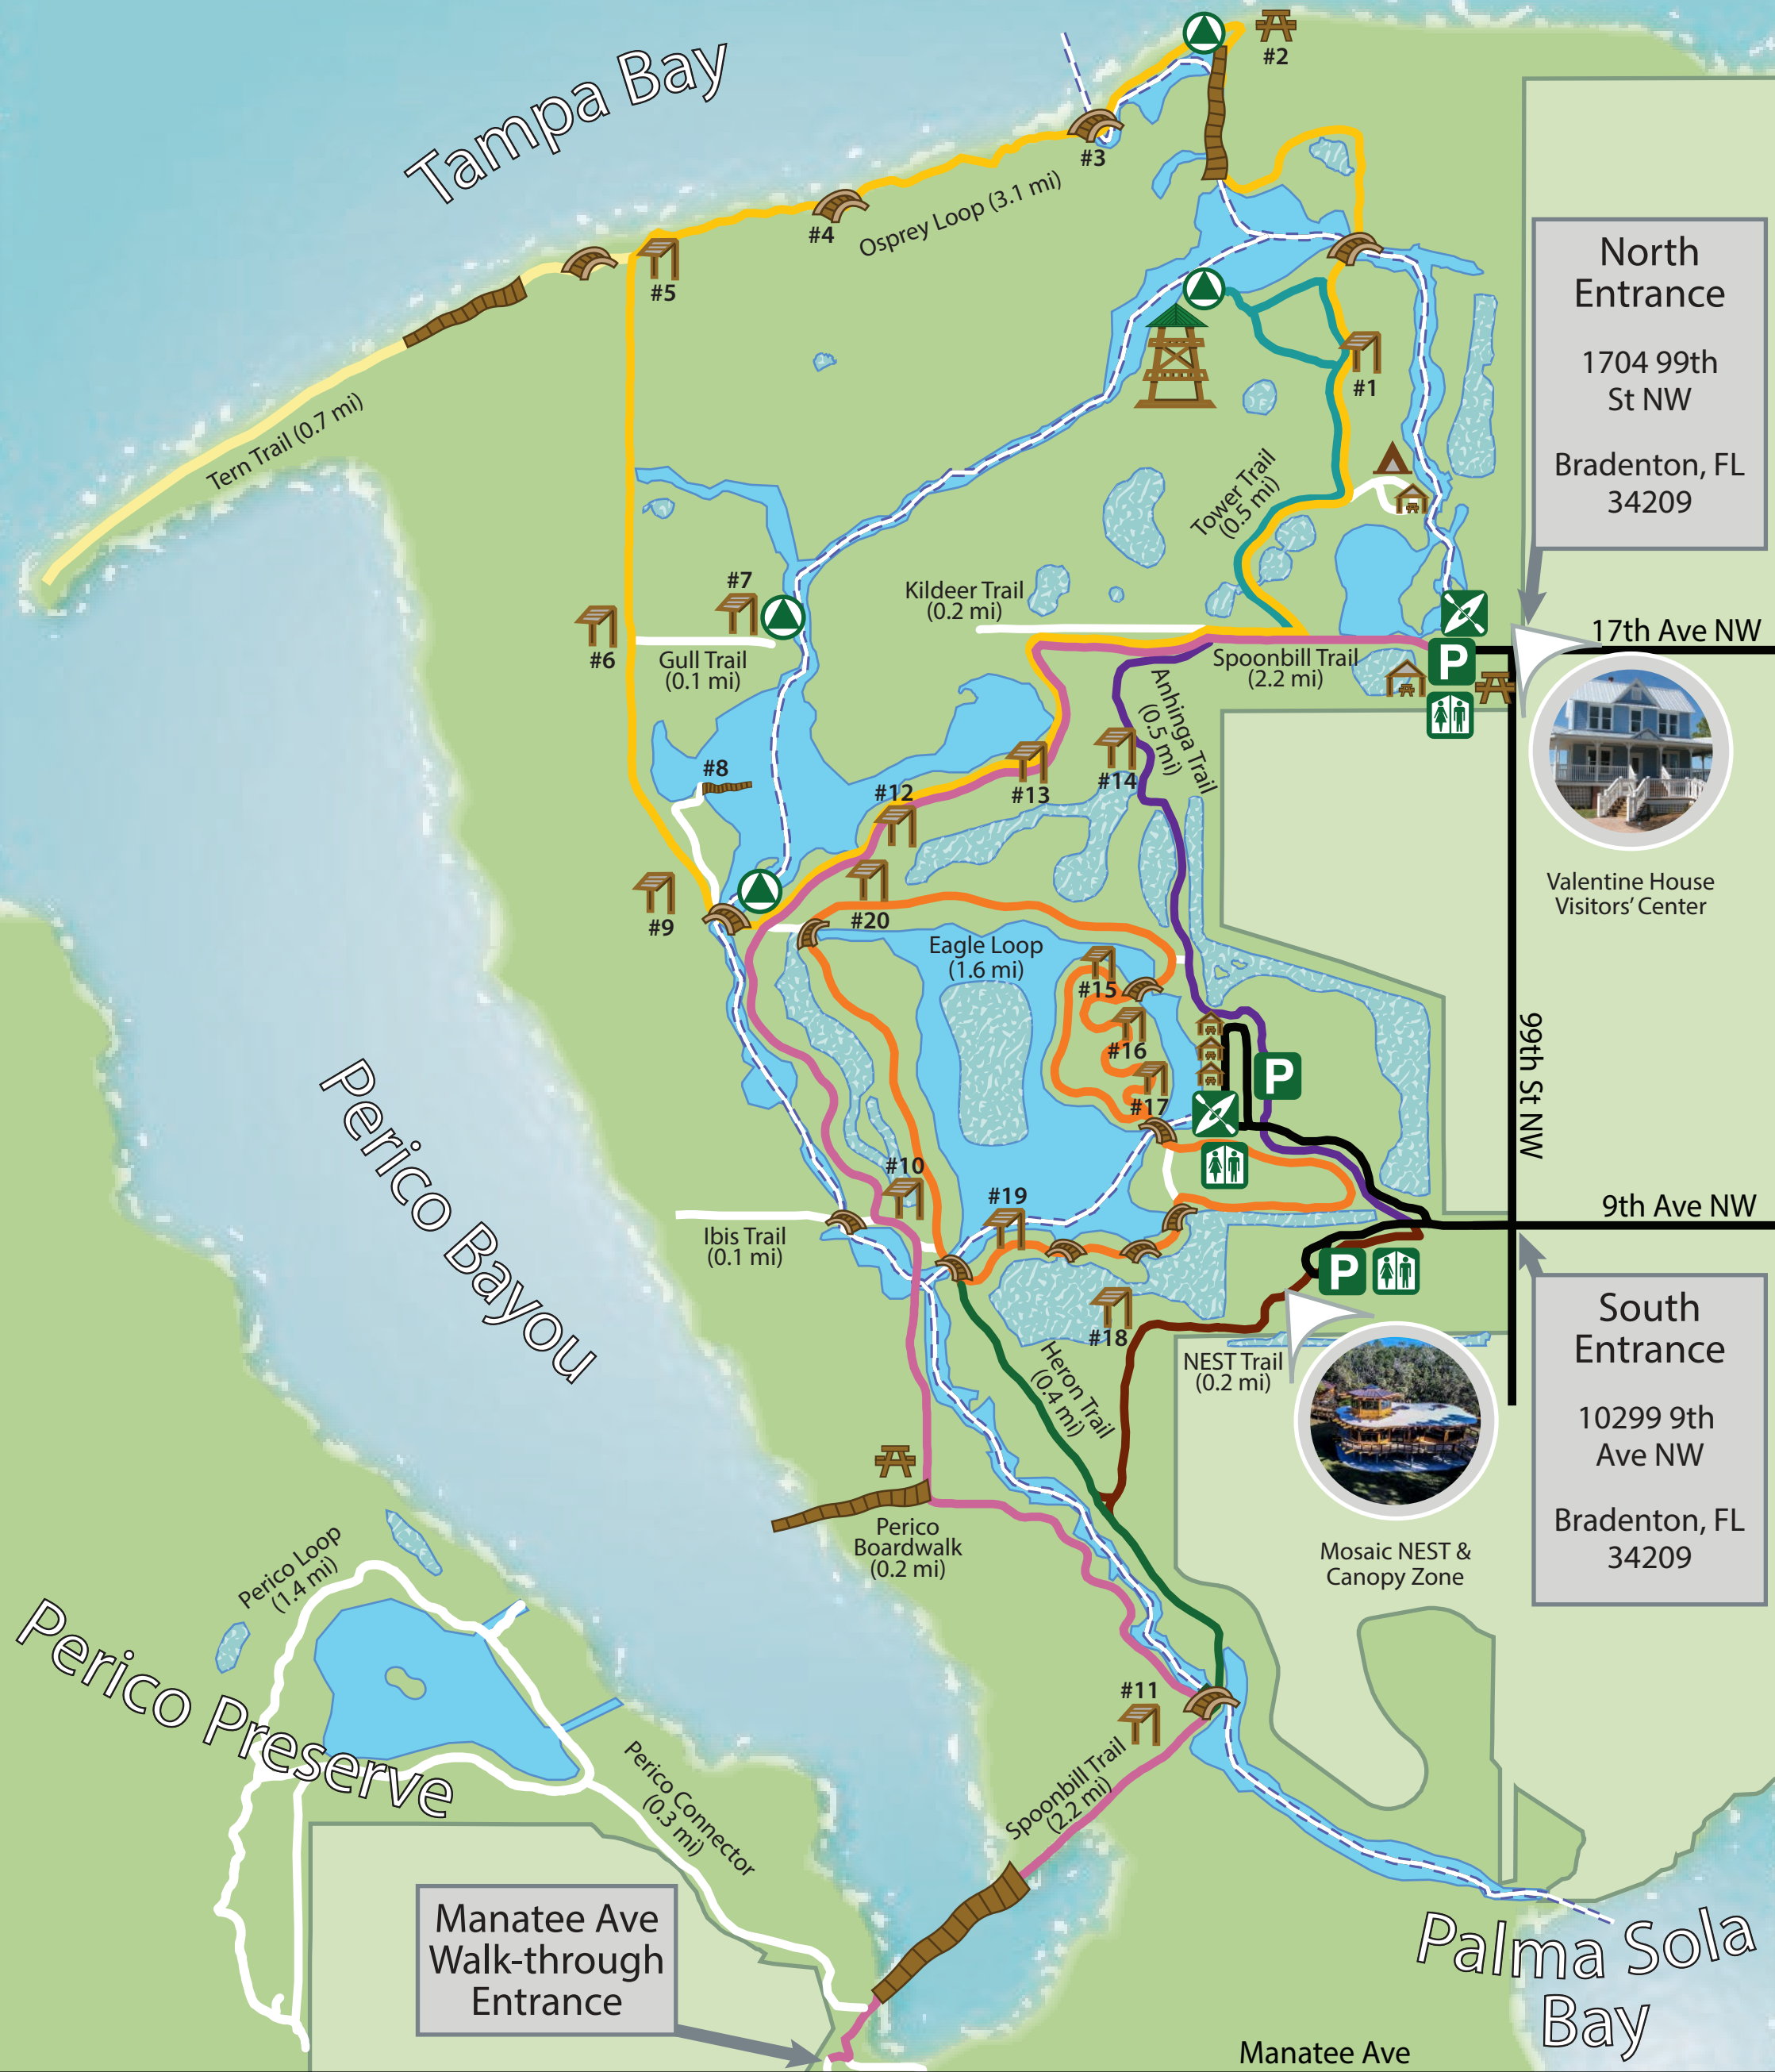 Tampa Bay
#2
#3
#4
Osprey Loop (3.1 mi)
#5
Tern Trail (0.7 mi)
#1
North
Entrance
1704 99th
St NW
Bradenton, FL
34209
Tower Trail
(0.5 mi)
Kildeer Trail
(0.2 mi)
#7
#6
Gull Trail
(0.1 mi)
17th Ave NW
P
Spoonbill Trail
(2.2 mi)
Anhinga Trail
(0.5 mi)
#8
#12
#13
#14
Valentine House
Visitors' Center
#9
#20
Eagle Loop
(1.6 mi)
#15
#16
#17
P
99th St NW
Perico Bayou
#10
#19
Ibis Trail
(0.1 mi)
9th Ave NW
P
#18
NEST Trail
(0.2 mi)
Heron Trail
(0.4 mi)
South
Entrance
10299 9th
Ave NW
Bradenton, FL
34209
Mosaic NEST &
Canopy Zone
Perico
Boardwalk
(0.2 mi)
Perico Loop
(1.4 mi)
Perico Preserve
#11
Perico Connector
(0.3 mi)
Spoonbill Trail
(2.2 mi)
Manatee Ave
Walk-through
Entrance
Palma Sola
Bay
Manatee Ave